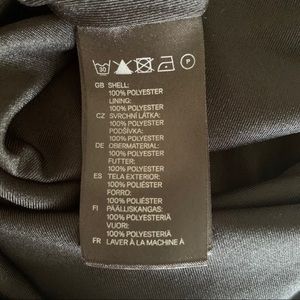 30
P
GB SHELL:
100% POLYESTER
LINING:
100% POLYESTER
CZ SVRCHNÍ LÁTKA:
100% POLYESTER
PODŠÍVKA:
100% POLYESTER
DE OBERMATERIAL:
100% POLYESTER
FUTTER:
100% POLYESTER
ES TELA EXTERIOR:
100% POLIÉSTER
FORRO:
100% POLIÉSTER
FI PÄÄLLISKANGAS:
100% POLYESTERIÄ
VUORI:
100% POLYESTERIÄ
FR LAVER À LA MACHINE À